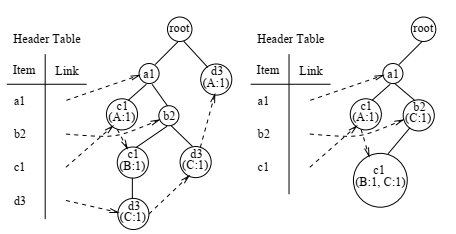 root
Header Table
Item Link
a1
b2
c1
d3
a1
d3
(A:1)
c1
(A:1)
b2
c1
(B:1)
d3
(C:1)
d3
(C:1)
root
Header Table
Item Link
a1
b2
c1
a1
c1
(A:1)
b2
(C:1)
c1
(B:1, C:1)